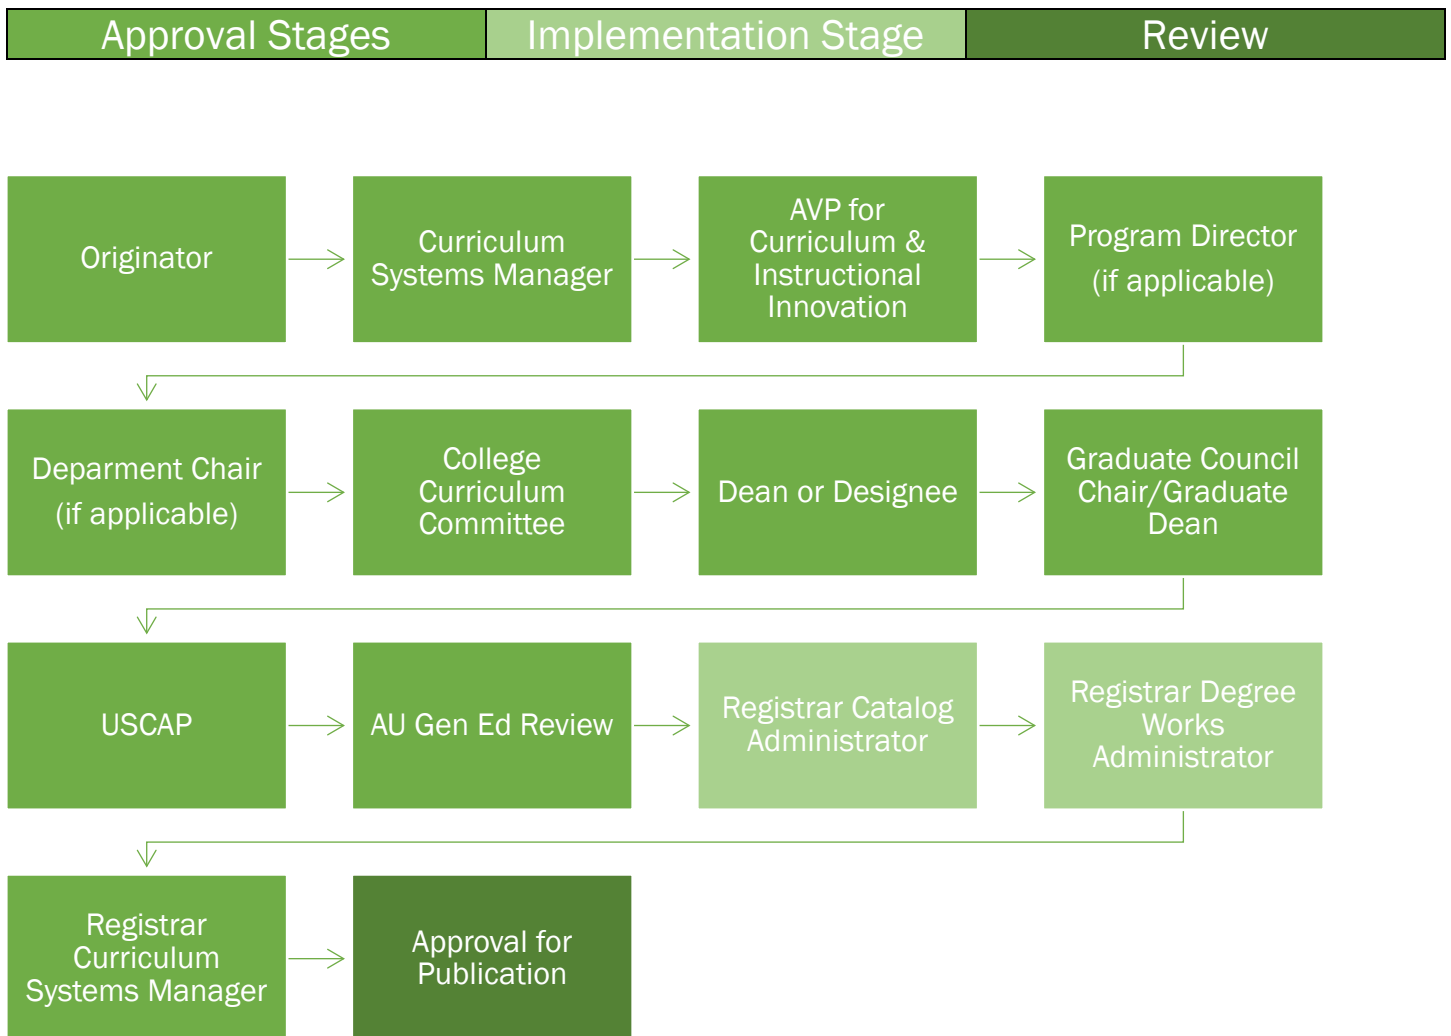 Approval Stages
Implementation Stage
Review
Originator
Curriculum
Systems Manager
AVP for
Curriculum &
Instructional
Innovation
Program Director
(if applicable)
Deparment Chair
(if applicable)
College
Curriculum
Committee
Dean or Designee
Graduate Council
Chair/Graduate
Dean
USCAP
AU Gen Ed Review
Registrar Catalog
Administrator
Registrar Degree
Works
Administrator
Registrar
Curriculum
Systems Manager
Approval for
Publication